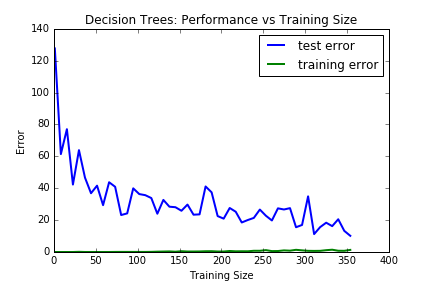 Decision Trees: Performance vs Training Size
140
120
100
80
60
40
20
0
Error
test error
training error
0 50 100 150 200 250 300 350 400
Training Size